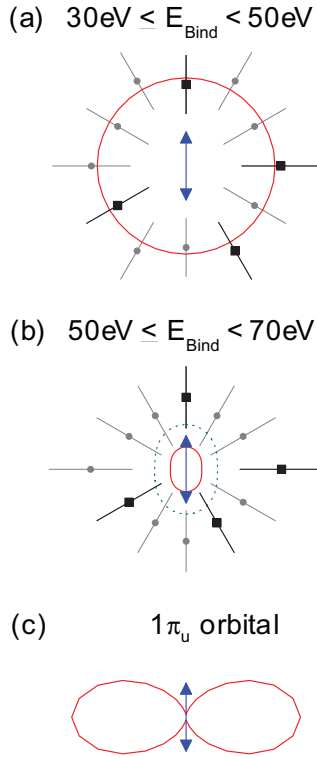 (a) 30eV ≤ E_Bind < 50eV
(b) 50eV ≤ E_Bind < 70eV
(c) 1π_u orbital